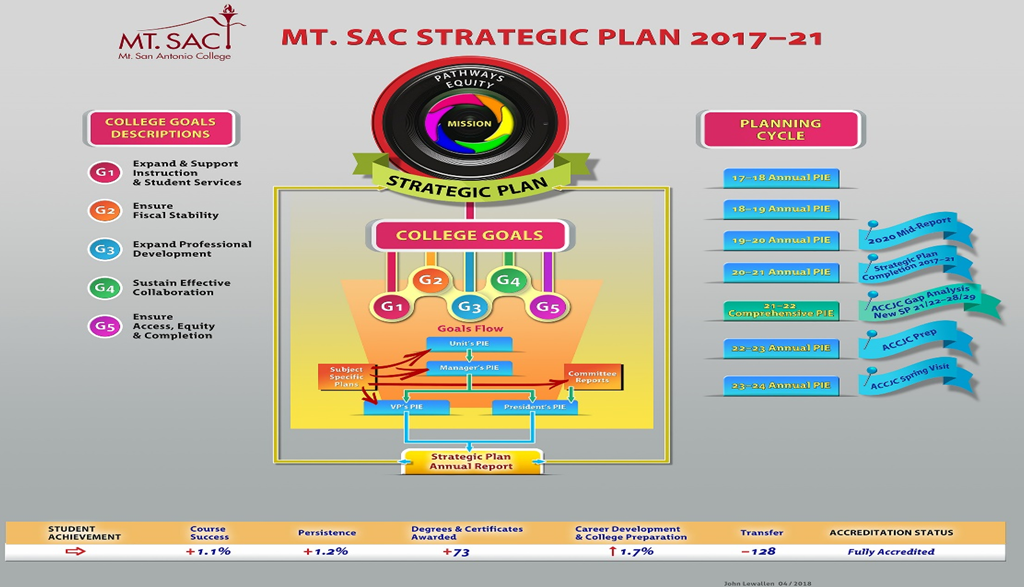 MT. SAC
Mt. San Antonio College
MT. SAC STRATEGIC PLAN 2017–21
COLLEGE GOALS
DESCRIPTIONS
G1
Expand & Support
Instruction
& Student Services
G2
Ensure
Fiscal Stability
G3
Expand Professional
Development
G4
Sustain Effective
Collaboration
G5
Ensure
Access, Equity
& Completion
PATHWAYS
EQUITY
MISSION
STRATEGIC PLAN
COLLEGE GOALS
G1
G2
G3
G4
G5
Goals Flow
Unit's PIE
Manager's PIE
Subject
Specific
Plans
Committee
Reports
VP's PIE
President's PIE
Strategic Plan
Annual Report
PLANNING
CYCLE
17–18 Annual PIE
18–19 Annual PIE
19–20 Annual PIE
2020 Mid-Report
20–21 Annual PIE
Strategic Plan
Completion 2017–21
21–22
Comprehensive PIE
ACCJC Gap Analysis
New SP 21/22–28/29
22–23 Annual PIE
ACCJC Prep
23–24 Annual PIE
ACCJC Spring Visit
STUDENT
ACHIEVEMENT
Course
Success
+1.1%
Persistence
+1.2%
Degrees & Certificates
Awarded
+73
Career Development
& College Preparation
↑1.7%
Transfer
–128
ACCREDITATION STATUS
Fully Accredited
John Lewallen 04/2018